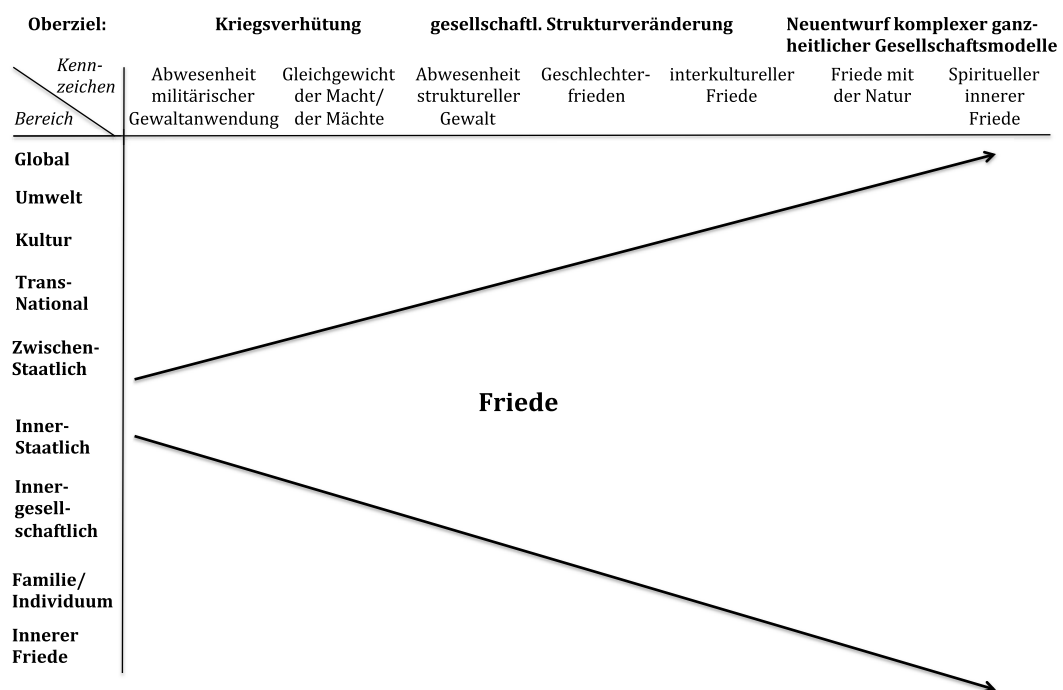 Oberziel: Kriegsverhütung gesellschaftl. Strukturveränderung Neuentwurf komplexer ganz-
heitlicher Gesellschaftsmodelle
Kenn-
zeichen
Bereich
Abwesenheit
militärischer
Gewaltanwendung
Gleichgewicht
der Macht/
der Mächte
Abwesenheit
struktureller
Gewalt
Geschlechter-
frieden
interkultureller
Friede
Friede mit
der Natur
Spiritueller
innerer
Friede
Global
Umwelt
Kultur
Trans-
National
Zwischen-
Staatlich
Friede
Inner-
Staatlich
Inner-
gesell-
schaftlich
Familie/
Individuum
Innerer
Friede